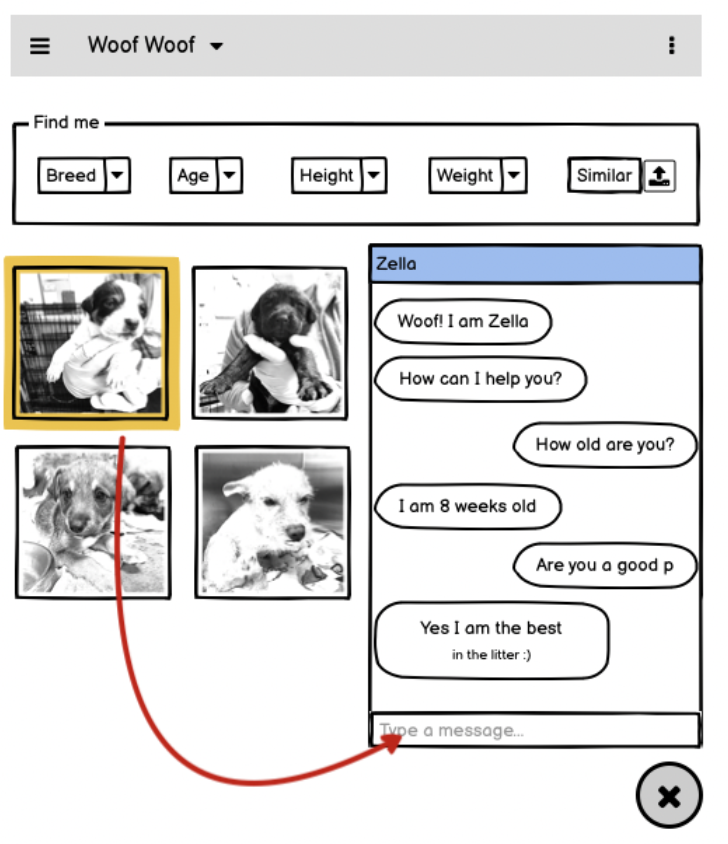 Woof Woof
Find me
Breed
Age
Height
Weight
Similar
Zella
Woof! I am Zella
How can I help you?
How old are you?
I am 8 weeks old
Are you a good p
Yes I am the best
in the litter :)
Type a message...